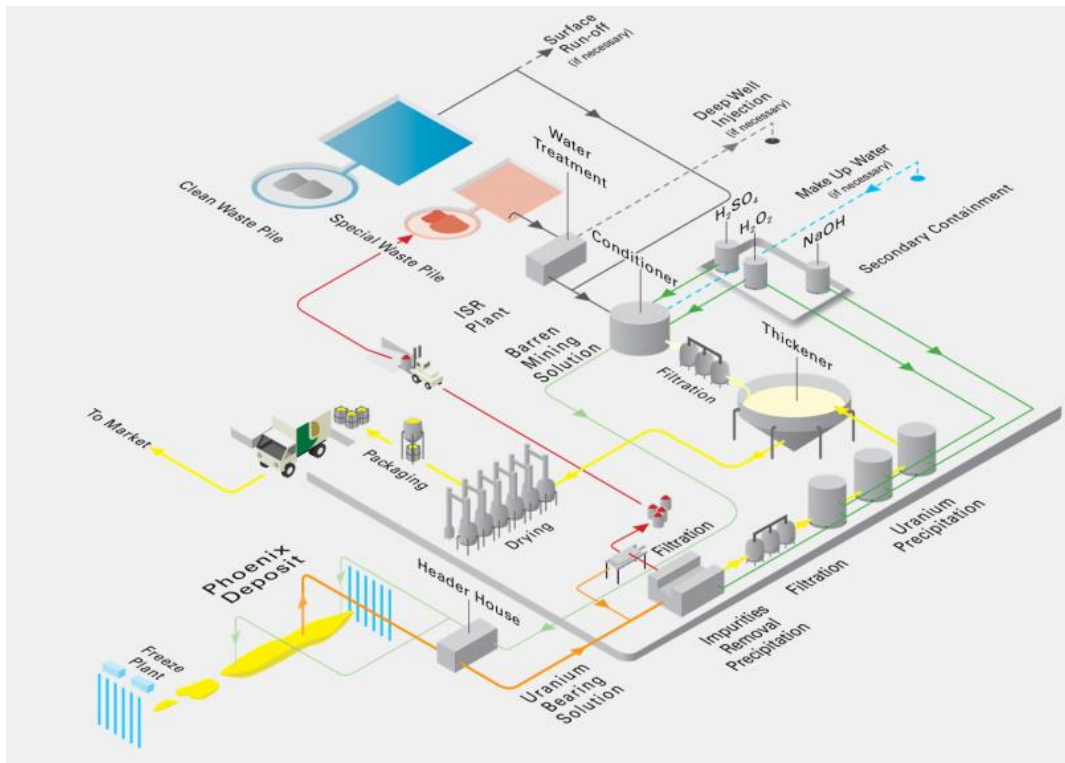 Surface
Run-off
(if necessary)
Deep Well
Injection
(if necessary)
Water
Treatment
Make Up Water
(if necessary)
H₂SO₄
H₂O₂
NaOH
Secondary Containment
Clean Waste Pile
Special Waste Pile
Conditioner
ISR
Plant
Barren
Mining
Solution
Filtration
Thickener
To Market
Packaging
Drying
Uranium
Precipitation
Filtration
Filtration
Impurities
Removal
Precipitation
Phoenix
Deposit
Header House
Freeze
Plant
Uranium
Bearing
Solution